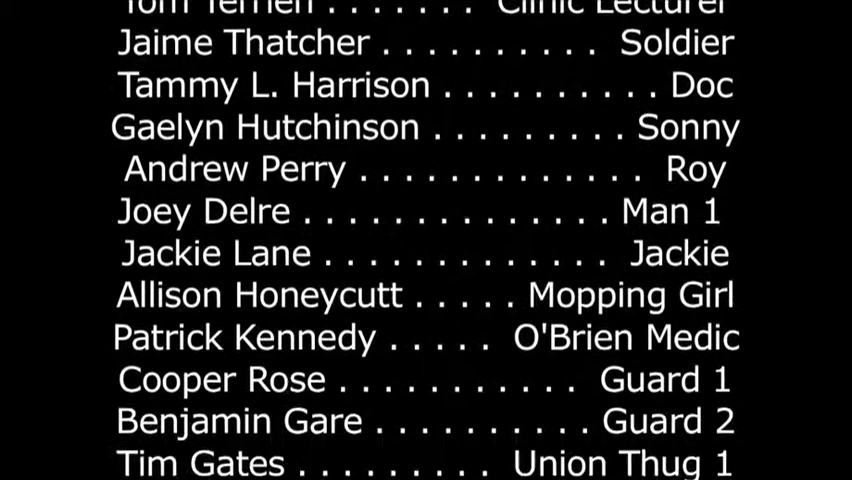 Clinic Lecturer
Jaime Thatcher . . . . . . . . . . Soldier
Tammy L. Harrison . . . . . . . . . . Doc
Gaelyn Hutchinson . . . . . . . . . Sonny
Andrew Perry . . . . . . . . . . . . . Roy
Joey Delre . . . . . . . . . . . . . . Man 1
Jackie Lane . . . . . . . . . . . . . Jackie
Allison Honeycutt . . . . . Mopping Girl
Patrick Kennedy . . . . . O'Brien Medic
Cooper Rose . . . . . . . . . . . Guard 1
Benjamin Gare . . . . . . . . . . Guard 2
Tim Gates . . . . . . . . . Union Thug 1